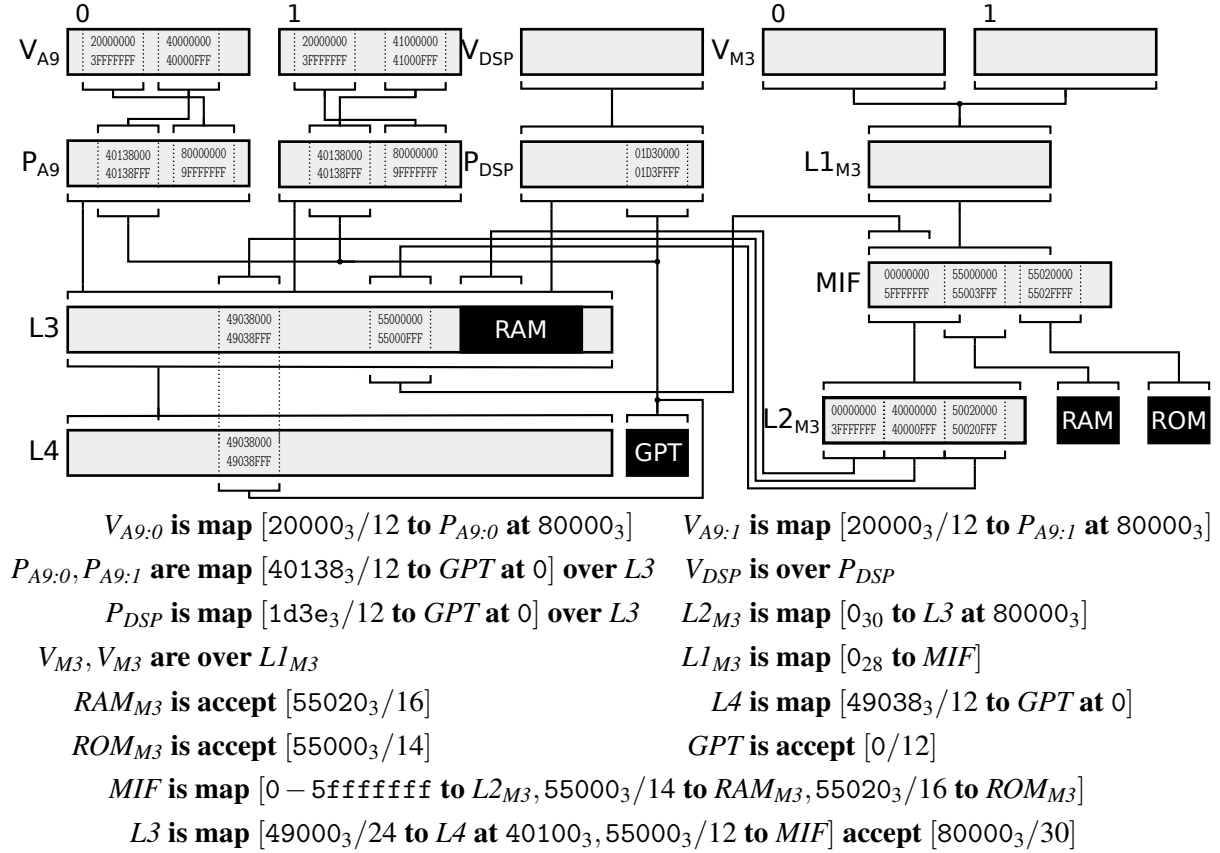 0 1 0 1
V_A9 20000000 40000000 20000000 41000000 V_DSP V_M3
3FFFFFFF 40000FFF 3FFFFFFF 41000FFF
P_A9 40138000 80000000 40138000 80000000 P_DSP 01D30000 L1_M3
40138FFF 9FFFFFFF 40138FFF 9FFFFFFF 01D3FFFF
MIF 00000000 55000000 55020000
5FFFFFFF 55003FFF 5502FFFF
L3 49038000 55000000 RAM
49038FFF 55000FFF
L2_M3 00000000 40000000 50020000 RAM ROM
3FFFFFFF 40000FFF 50020FFF
L4 49038000 GPT
49038FFF
V_A9:0 is map [20000_3/12 to P_A9:0 at 80000_3] V_A9:1 is map [20000_3/12 to P_A9:1 at 80000_3]
P_A9:0, P_A9:1 are map [40138_3/12 to GPT at 0] over L3 V_DSP is over P_DSP
P_DSP is map [1d3e_3/12 to GPT at 0] over L3 L2_M3 is map [0_30 to L3 at 80000_3]
V_M3, V_M3 are over L1_M3 L1_M3 is map [0_28 to MIF]
RAM_M3 is accept [55020_3/16] L4 is map [49038_3/12 to GPT at 0]
ROM_M3 is accept [55000_3/14] GPT is accept [0/12]
MIF is map [0 − 5fffffff to L2_M3, 55000_3/14 to RAM_M3, 55020_3/16 to ROM_M3]
L3 is map [49000_3/24 to L4 at 40100_3, 55000_3/12 to MIF] accept [80000_3/30]